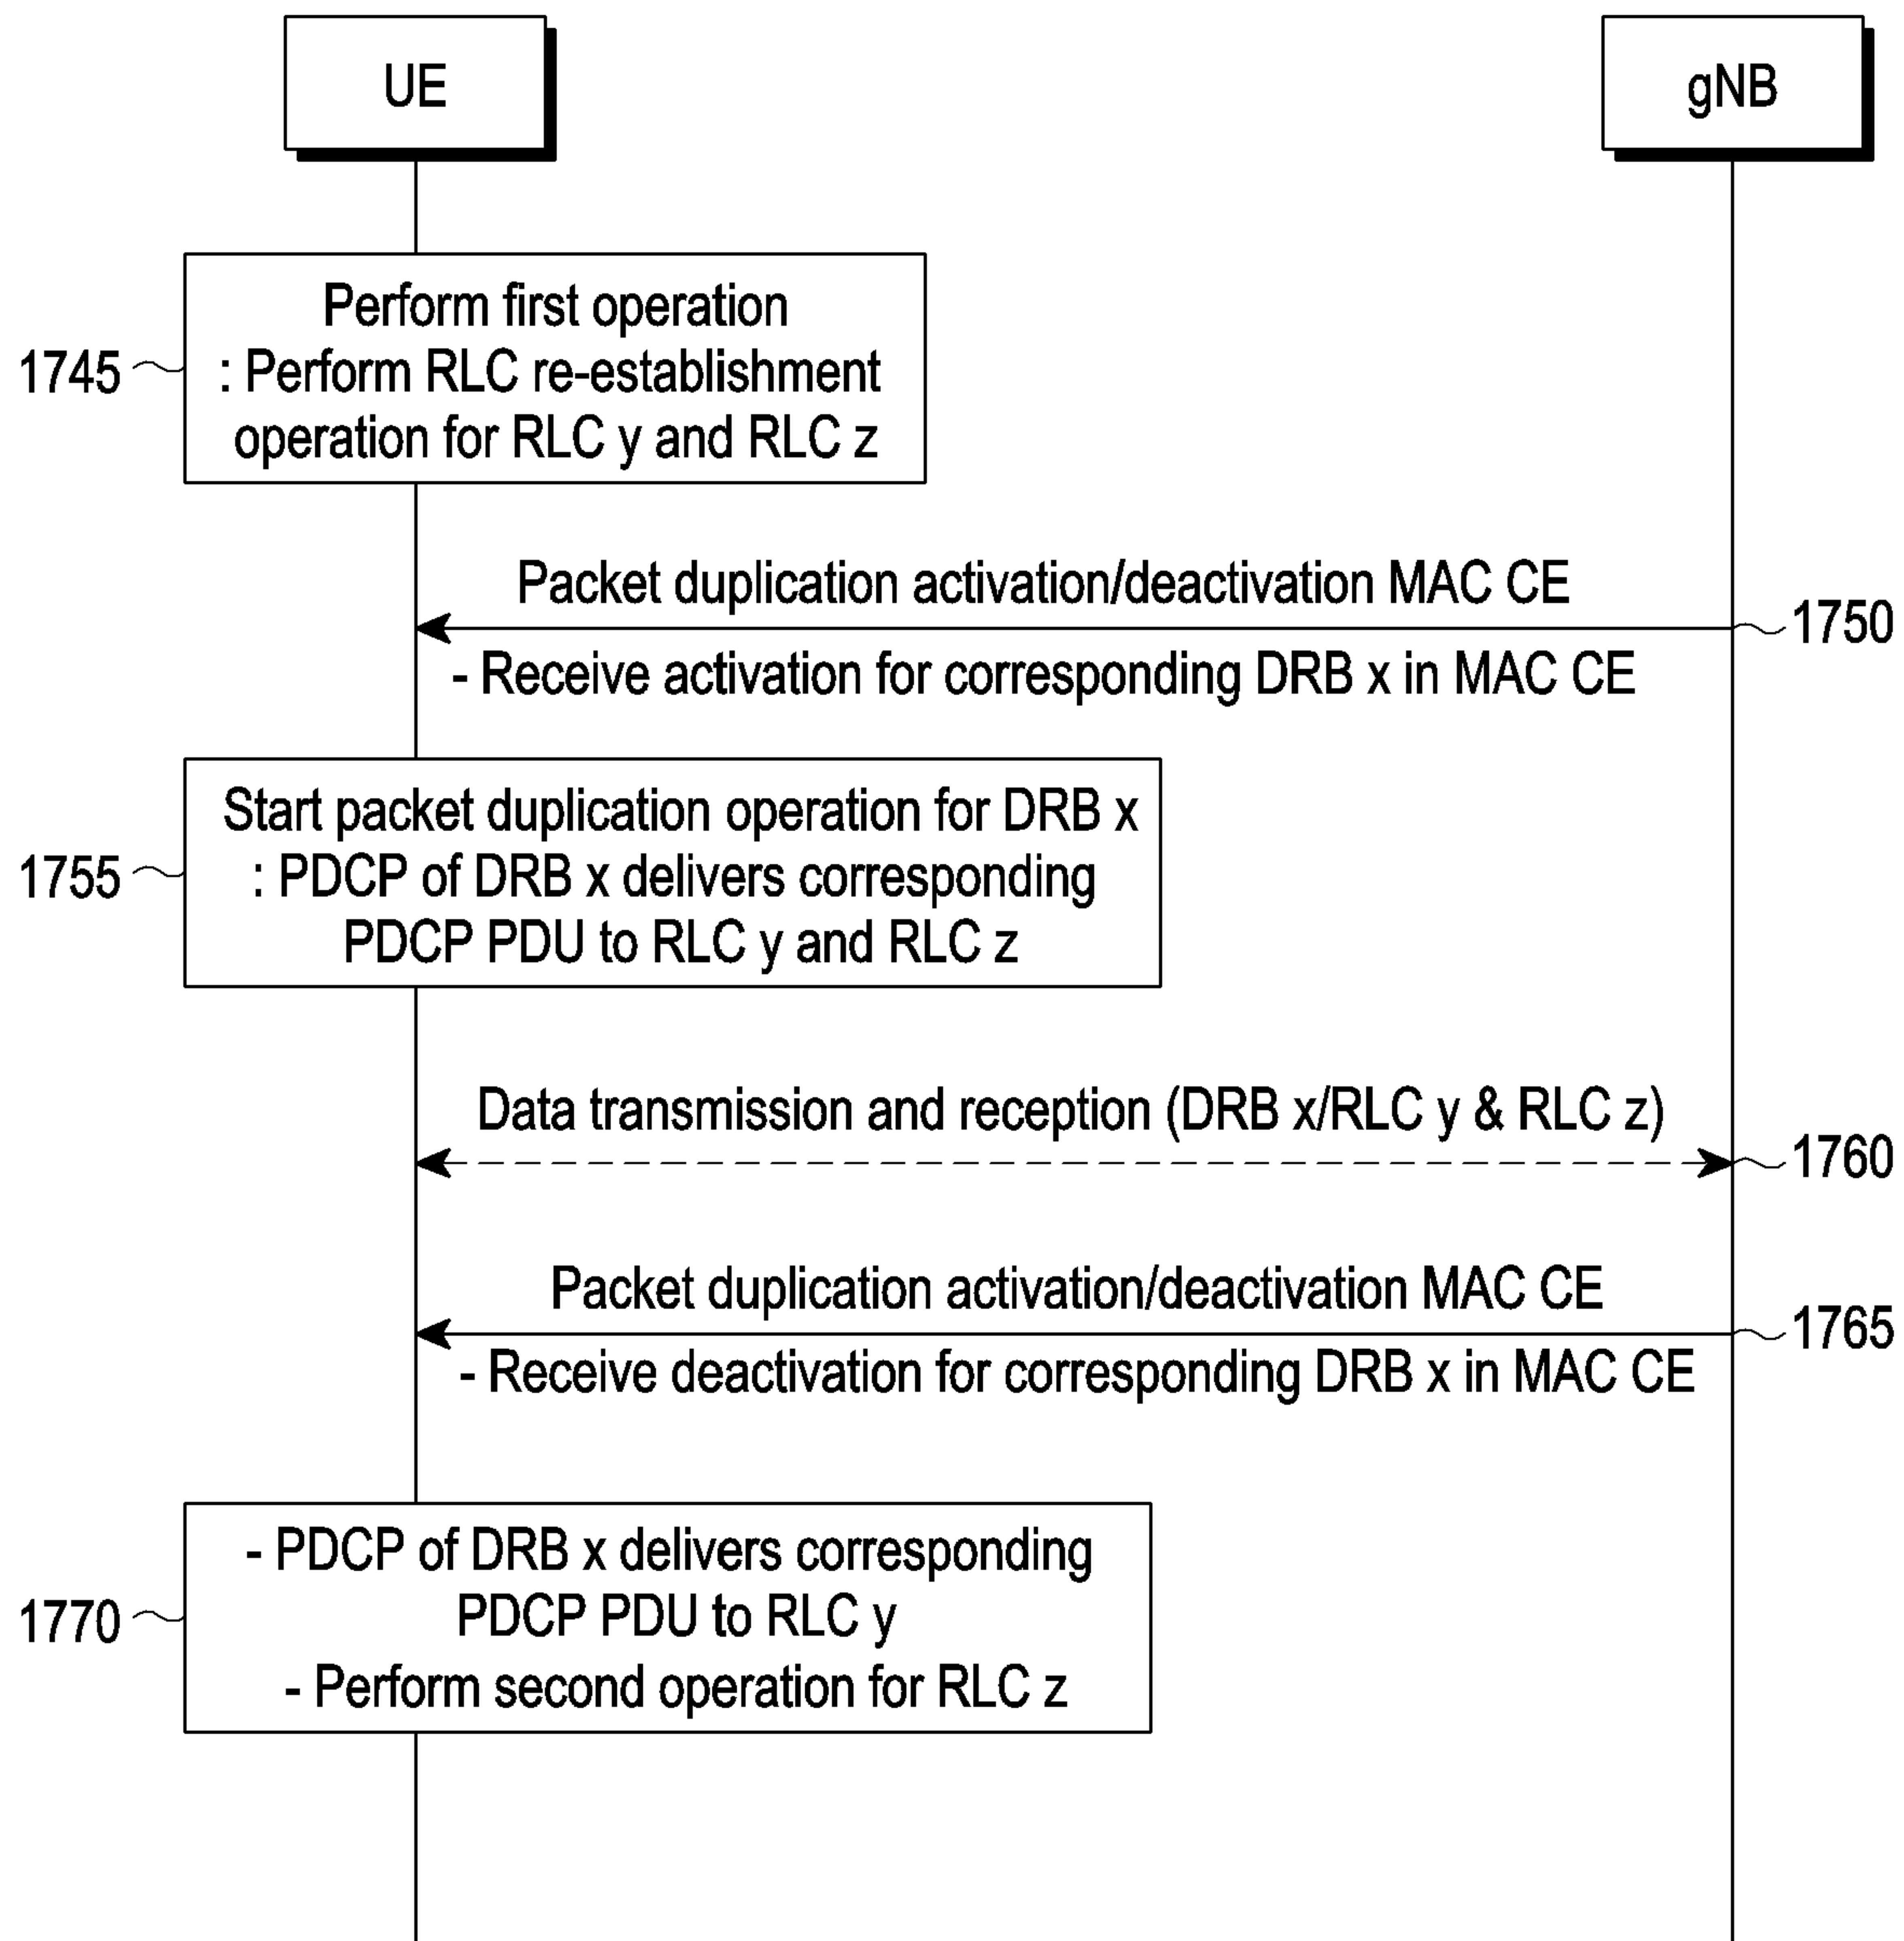 UE
gNB
Perform first operation
: Perform RLC re-establishment
operation for RLC y and RLC z
1745
Packet duplication activation/deactivation MAC CE
1750
- Receive activation for corresponding DRB x in MAC CE
Start packet duplication operation for DRB x
: PDCP of DRB x delivers corresponding
PDCP PDU to RLC y and RLC z
1755
Data transmission and reception (DRB x/RLC y & RLC z)
1760
Packet duplication activation/deactivation MAC CE
1765
- Receive deactivation for corresponding DRB x in MAC CE
- PDCP of DRB x delivers corresponding
PDCP PDU to RLC y
- Perform second operation for RLC z
1770